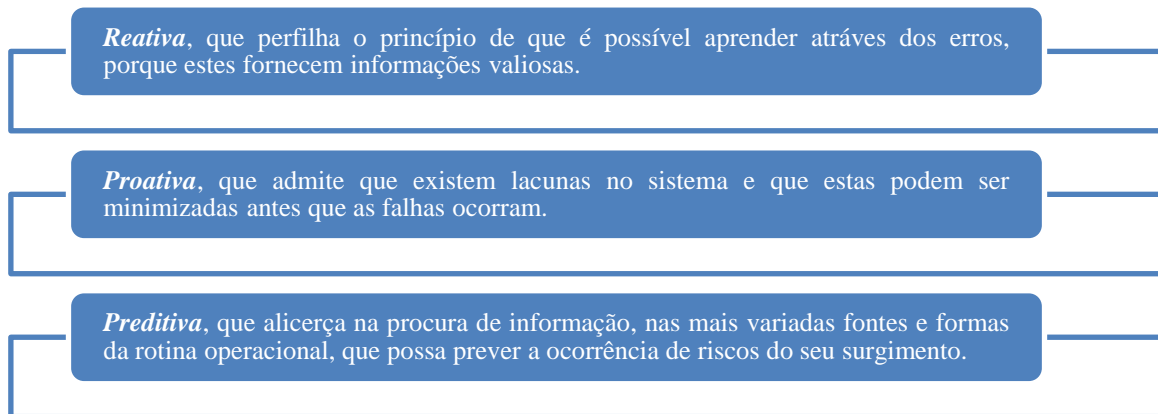 Reativa, que perfilha o princípio de que é possível aprender atráves dos erros,
porque estes fornecem informações valiosas.
Proativa, que admite que existem lacunas no sistema e que estas podem ser
minimizadas antes que as falhas ocorram.
Preditiva, que alicerça na procura de informação, nas mais variadas fontes e formas
da rotina operacional, que possa prever a ocorrência de riscos do seu surgimento.